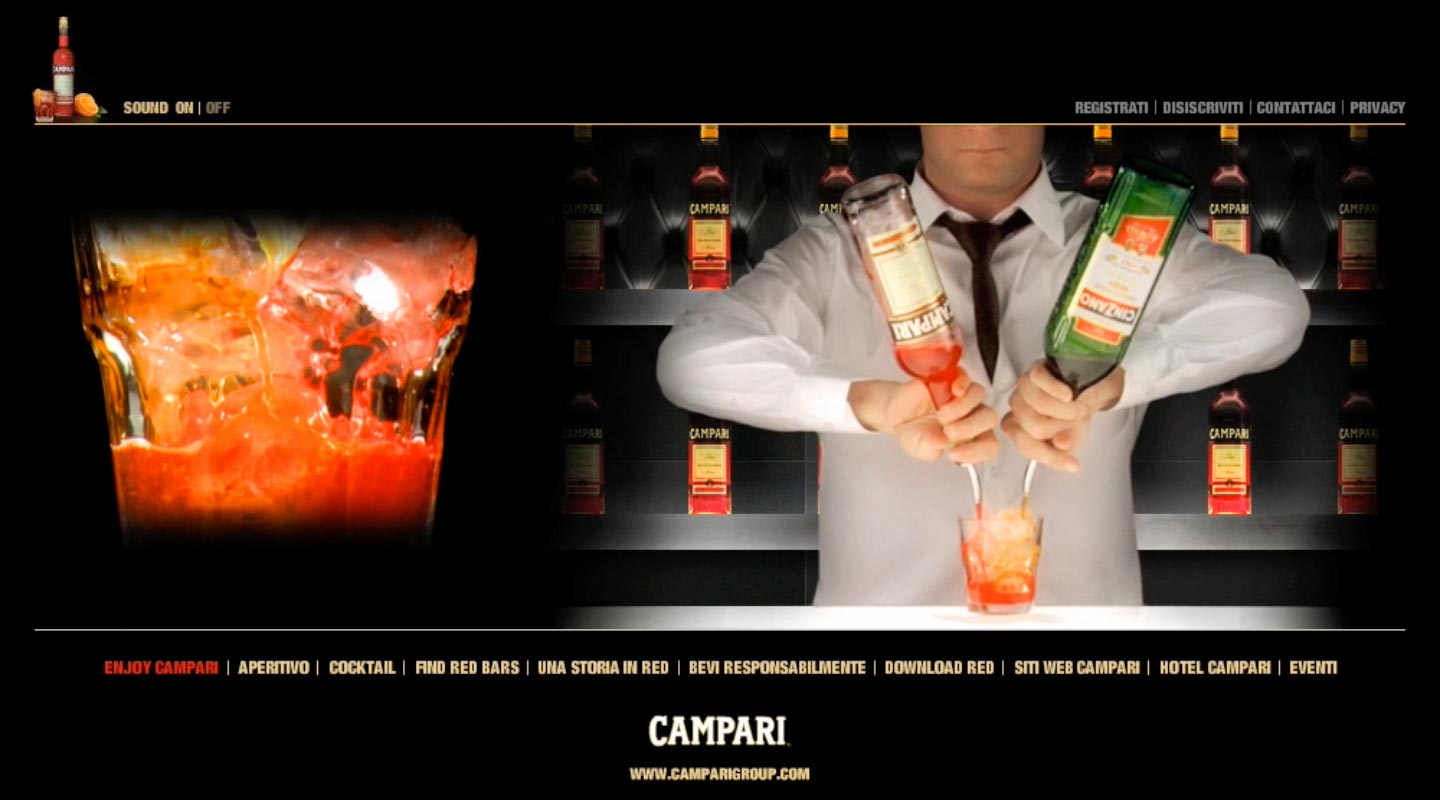 SOUND ON | OFF
REGISTRATI | DISISCRIVITI | CONTATTACI | PRIVACY
CAMPARI
CAMPARI
CAMPARI
CAMPARI
CAMPARI
CAMPARI
CINZANO
CAMPARI
CAMPARI
CAMPARI
CAMPARI
ENJOY CAMPARI | APERITIVO | COCKTAIL | FIND RED BARS | UNA STORIA IN RED | BEVI RESPONSABILMENTE | DOWNLOAD RED | SITI WEB CAMPARI | HOTEL CAMPARI | EVENTI
CAMPARI
WWW.CAMPARIGROUP.COM